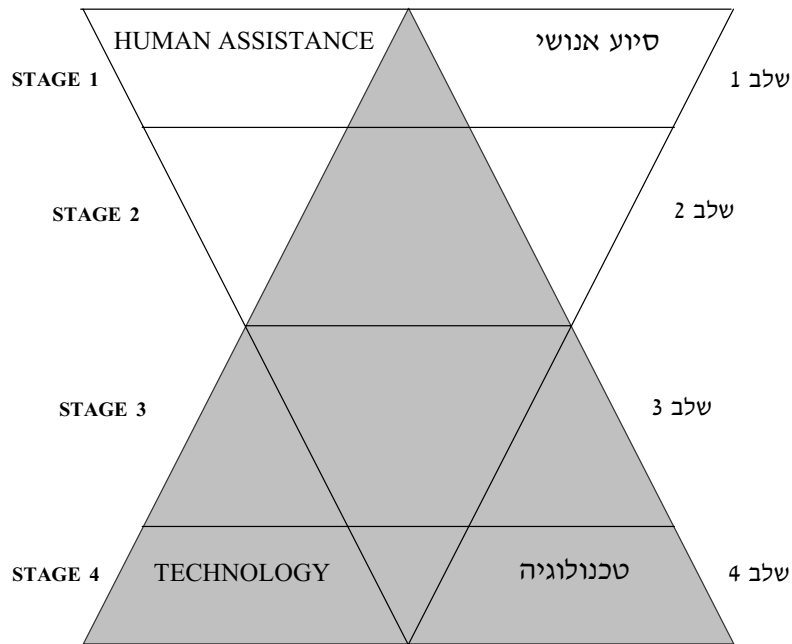 HUMAN ASSISTANCE סיוע אנושי
STAGE 1 שלב 1
STAGE 2 שלב 2
STAGE 3 שלב 3
STAGE 4 TECHNOLOGY טכנולוגיה שלב 4